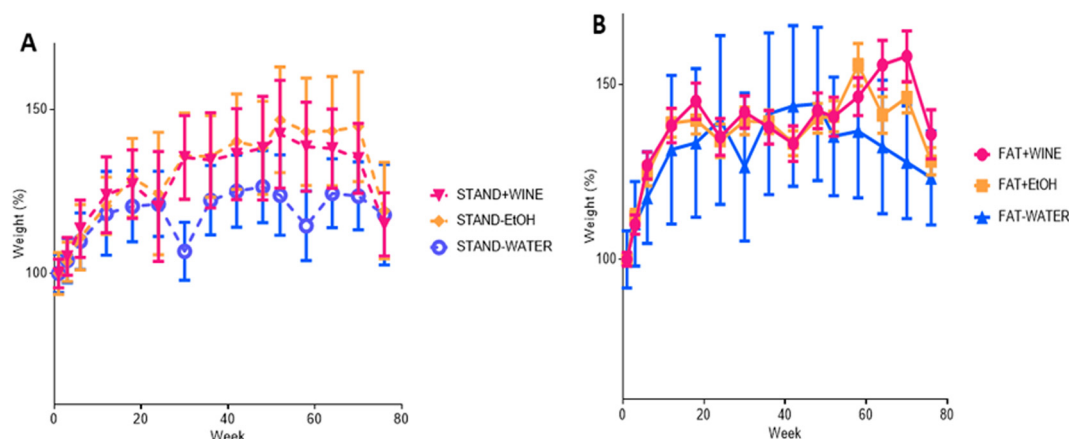 A
Weight (%)
150
100
0
20
40
60
80
Week
STAND+WINE
STAND-EtOH
STAND-WATER
B
Weight (%)
150
100
0
20
40
60
80
Week
FAT+WINE
FAT+EtOH
FAT-WATER